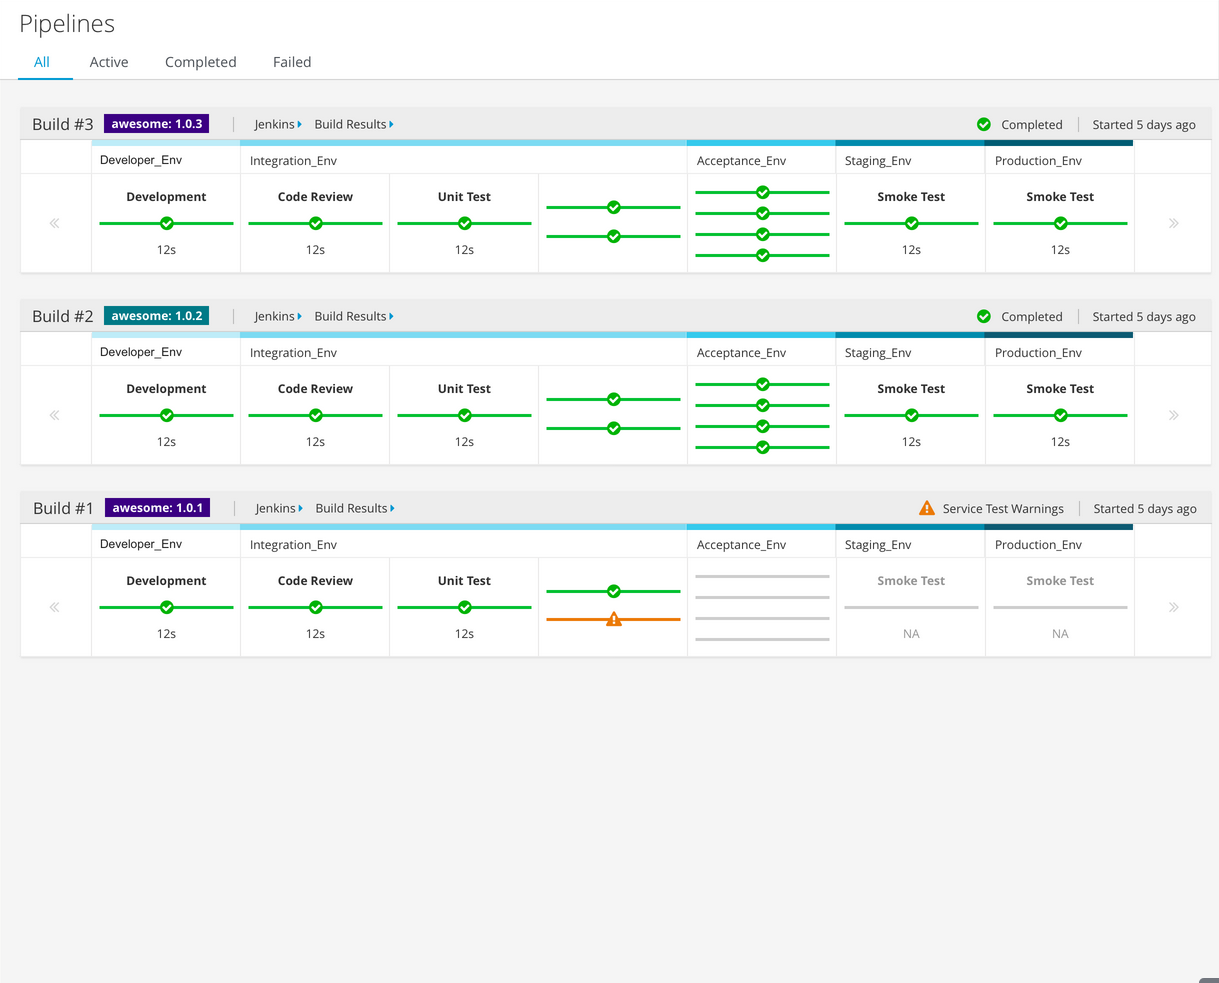 Pipelines
All Active Completed Failed
Build #3 awesome: 1.0.3 Jenkins Build Results Completed Started 5 days ago
Developer_Env Integration_Env Acceptance_Env Staging_Env Production_Env
Development Code Review Unit Test Smoke Test Smoke Test
12s 12s 12s 12s 12s
Build #2 awesome: 1.0.2 Jenkins Build Results Completed Started 5 days ago
Developer_Env Integration_Env Acceptance_Env Staging_Env Production_Env
Development Code Review Unit Test Smoke Test Smoke Test
12s 12s 12s 12s 12s
Build #1 awesome: 1.0.1 Jenkins Build Results Service Test Warnings Started 5 days ago
Developer_Env Integration_Env Acceptance_Env Staging_Env Production_Env
Development Code Review Unit Test Smoke Test Smoke Test
12s 12s 12s NA NA